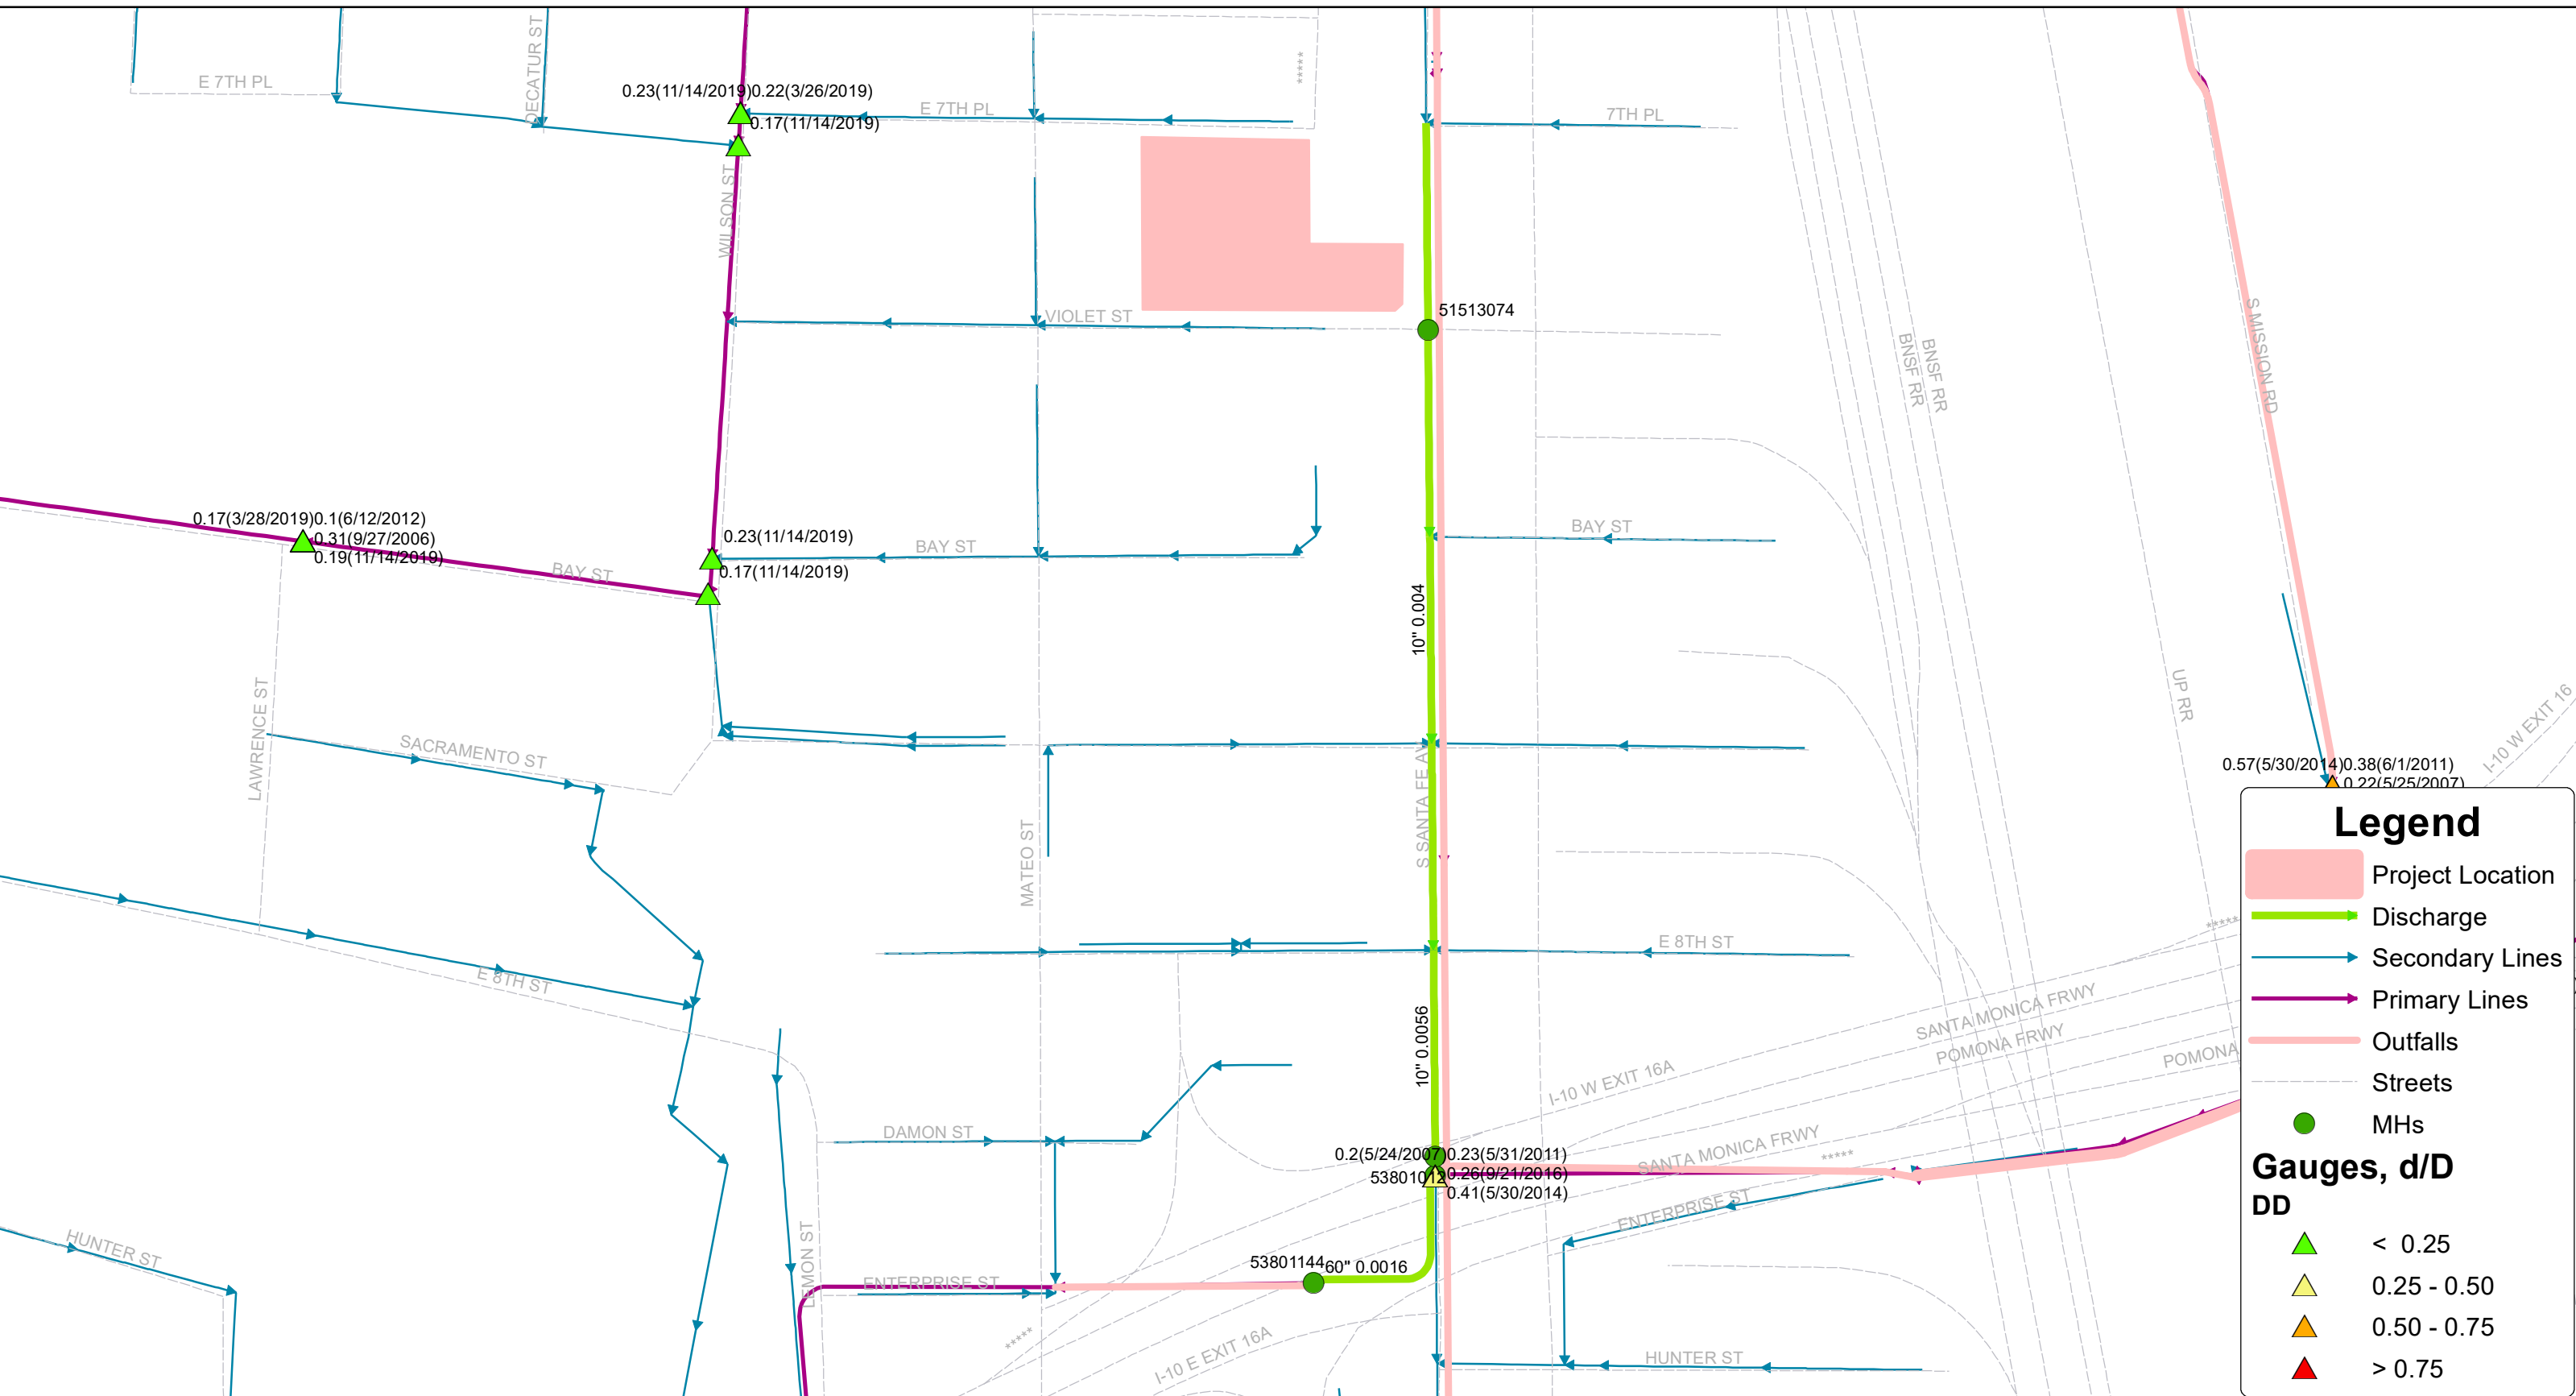 DECATUR ST
E 7TH PL
*****
0.23(11/14/2019)0.22(3/26/2019)
E 7TH PL
0.17(11/14/2019)
7TH PL
WILSON ST
VIOLET ST
51513074
S MISSION RD
BNSF RR
BNSF RR
0.17(3/28/2019)0.1(6/12/2012)
0.31(9/27/2006)
0.19(11/14/2019)
BAY ST
0.23(11/14/2019)
BAY ST
0.17(11/14/2019)
BAY ST
10" 0.004
LAWRENCE ST
SACRAMENTO ST
UP RR
I-10 W EXIT 16
S SANTA FE AV
MATEO ST
0.57(5/30/2014)0.38(6/1/2011)
0.22(5/25/2007)
E 8TH ST
E 8TH ST
*****
10" 0.0056
SANTA MONICA FRWY
POMONA FRWY
POMONA
I-10 W EXIT 16A
DAMON ST
SANTA MONICA FRWY
*****
0.2(5/24/2007)0.23(5/31/2011)
0.26(9/21/2016)
53801012
0.41(5/30/2014)
ENTERPRISE ST
HUNTER ST
LEMON ST
53801144
60" 0.0016
ENTERPRISE ST
*****
I-10 E EXIT 16A
HUNTER ST
Legend
Project Location
Discharge
Secondary Lines
Primary Lines
Outfalls
Streets
MHs
Gauges, d/D
DD
< 0.25
0.25 - 0.50
0.50 - 0.75
> 0.75